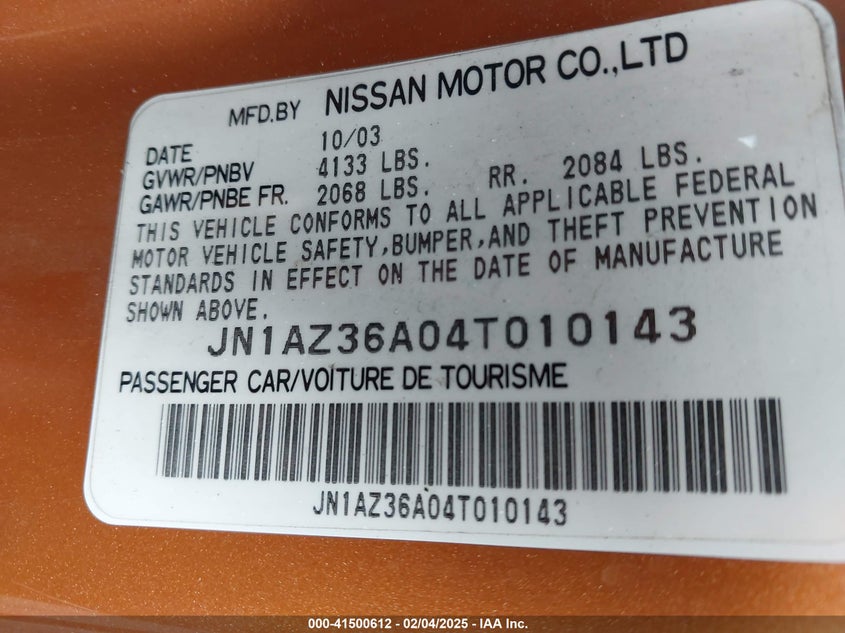 MFD.BY NISSAN MOTOR CO.,LTD
DATE 10/03
GVWR/PNBV 4133 LBS.
GAWR/PNBE FR. 2068 LBS. RR. 2084 LBS.
THIS VEHICLE CONFORMS TO ALL APPLICABLE FEDERAL
MOTOR VEHICLE SAFETY,BUMPER,AND THEFT PREVENTION
STANDARDS IN EFFECT ON THE DATE OF MANUFACTURE
SHOWN ABOVE.
JN1AZ36A04T010143
PASSENGER CAR/VOITURE DE TOURISME
JN1AZ36A04T010143
000-41500612 - 02/04/2025 - IAA Inc.